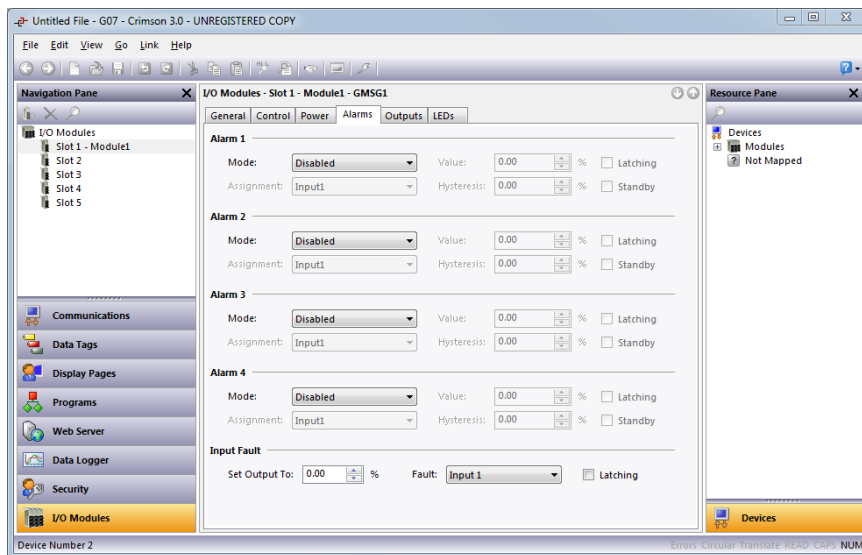 Untitled File - G07 - Crimson 3.0 - UNREGISTERED COPY
File Edit View Go Link Help
Navigation Pane
I/O Modules
Slot 1 - Module1
Slot 2
Slot 3
Slot 4
Slot 5
Communications
Data Tags
Display Pages
Programs
Web Server
Data Logger
Security
I/O Modules
I/O Modules - Slot 1 - Module1 - GMSG1
General Control Power Alarms Outputs LEDs
Alarm 1
Mode: Disabled Value: 0.00 % Latching
Assignment: Input1 Hysteresis: 0.00 % Standby
Alarm 2
Mode: Disabled Value: 0.00 % Latching
Assignment: Input1 Hysteresis: 0.00 % Standby
Alarm 3
Mode: Disabled Value: 0.00 % Latching
Assignment: Input1 Hysteresis: 0.00 % Standby
Alarm 4
Mode: Disabled Value: 0.00 % Latching
Assignment: Input1 Hysteresis: 0.00 % Standby
Input Fault
Set Output To: 0.00 % Fault: Input 1 Latching
Resource Pane
Devices
Modules
Not Mapped
Devices
Device Number 2
Errors Circular Translate READ CAPS NUM